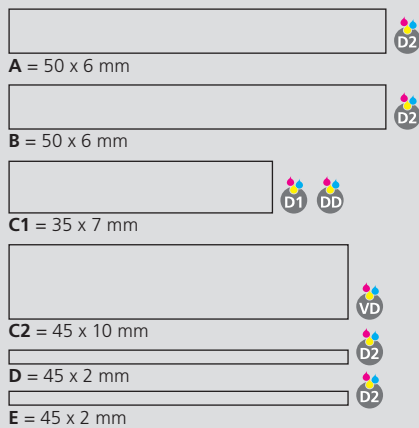 D2
A = 50 x 6 mm
D2
B = 50 x 6 mm
D1 DD
C1 = 35 x 7 mm
VD
C2 = 45 x 10 mm
D2
D = 45 x 2 mm
D2
E = 45 x 2 mm